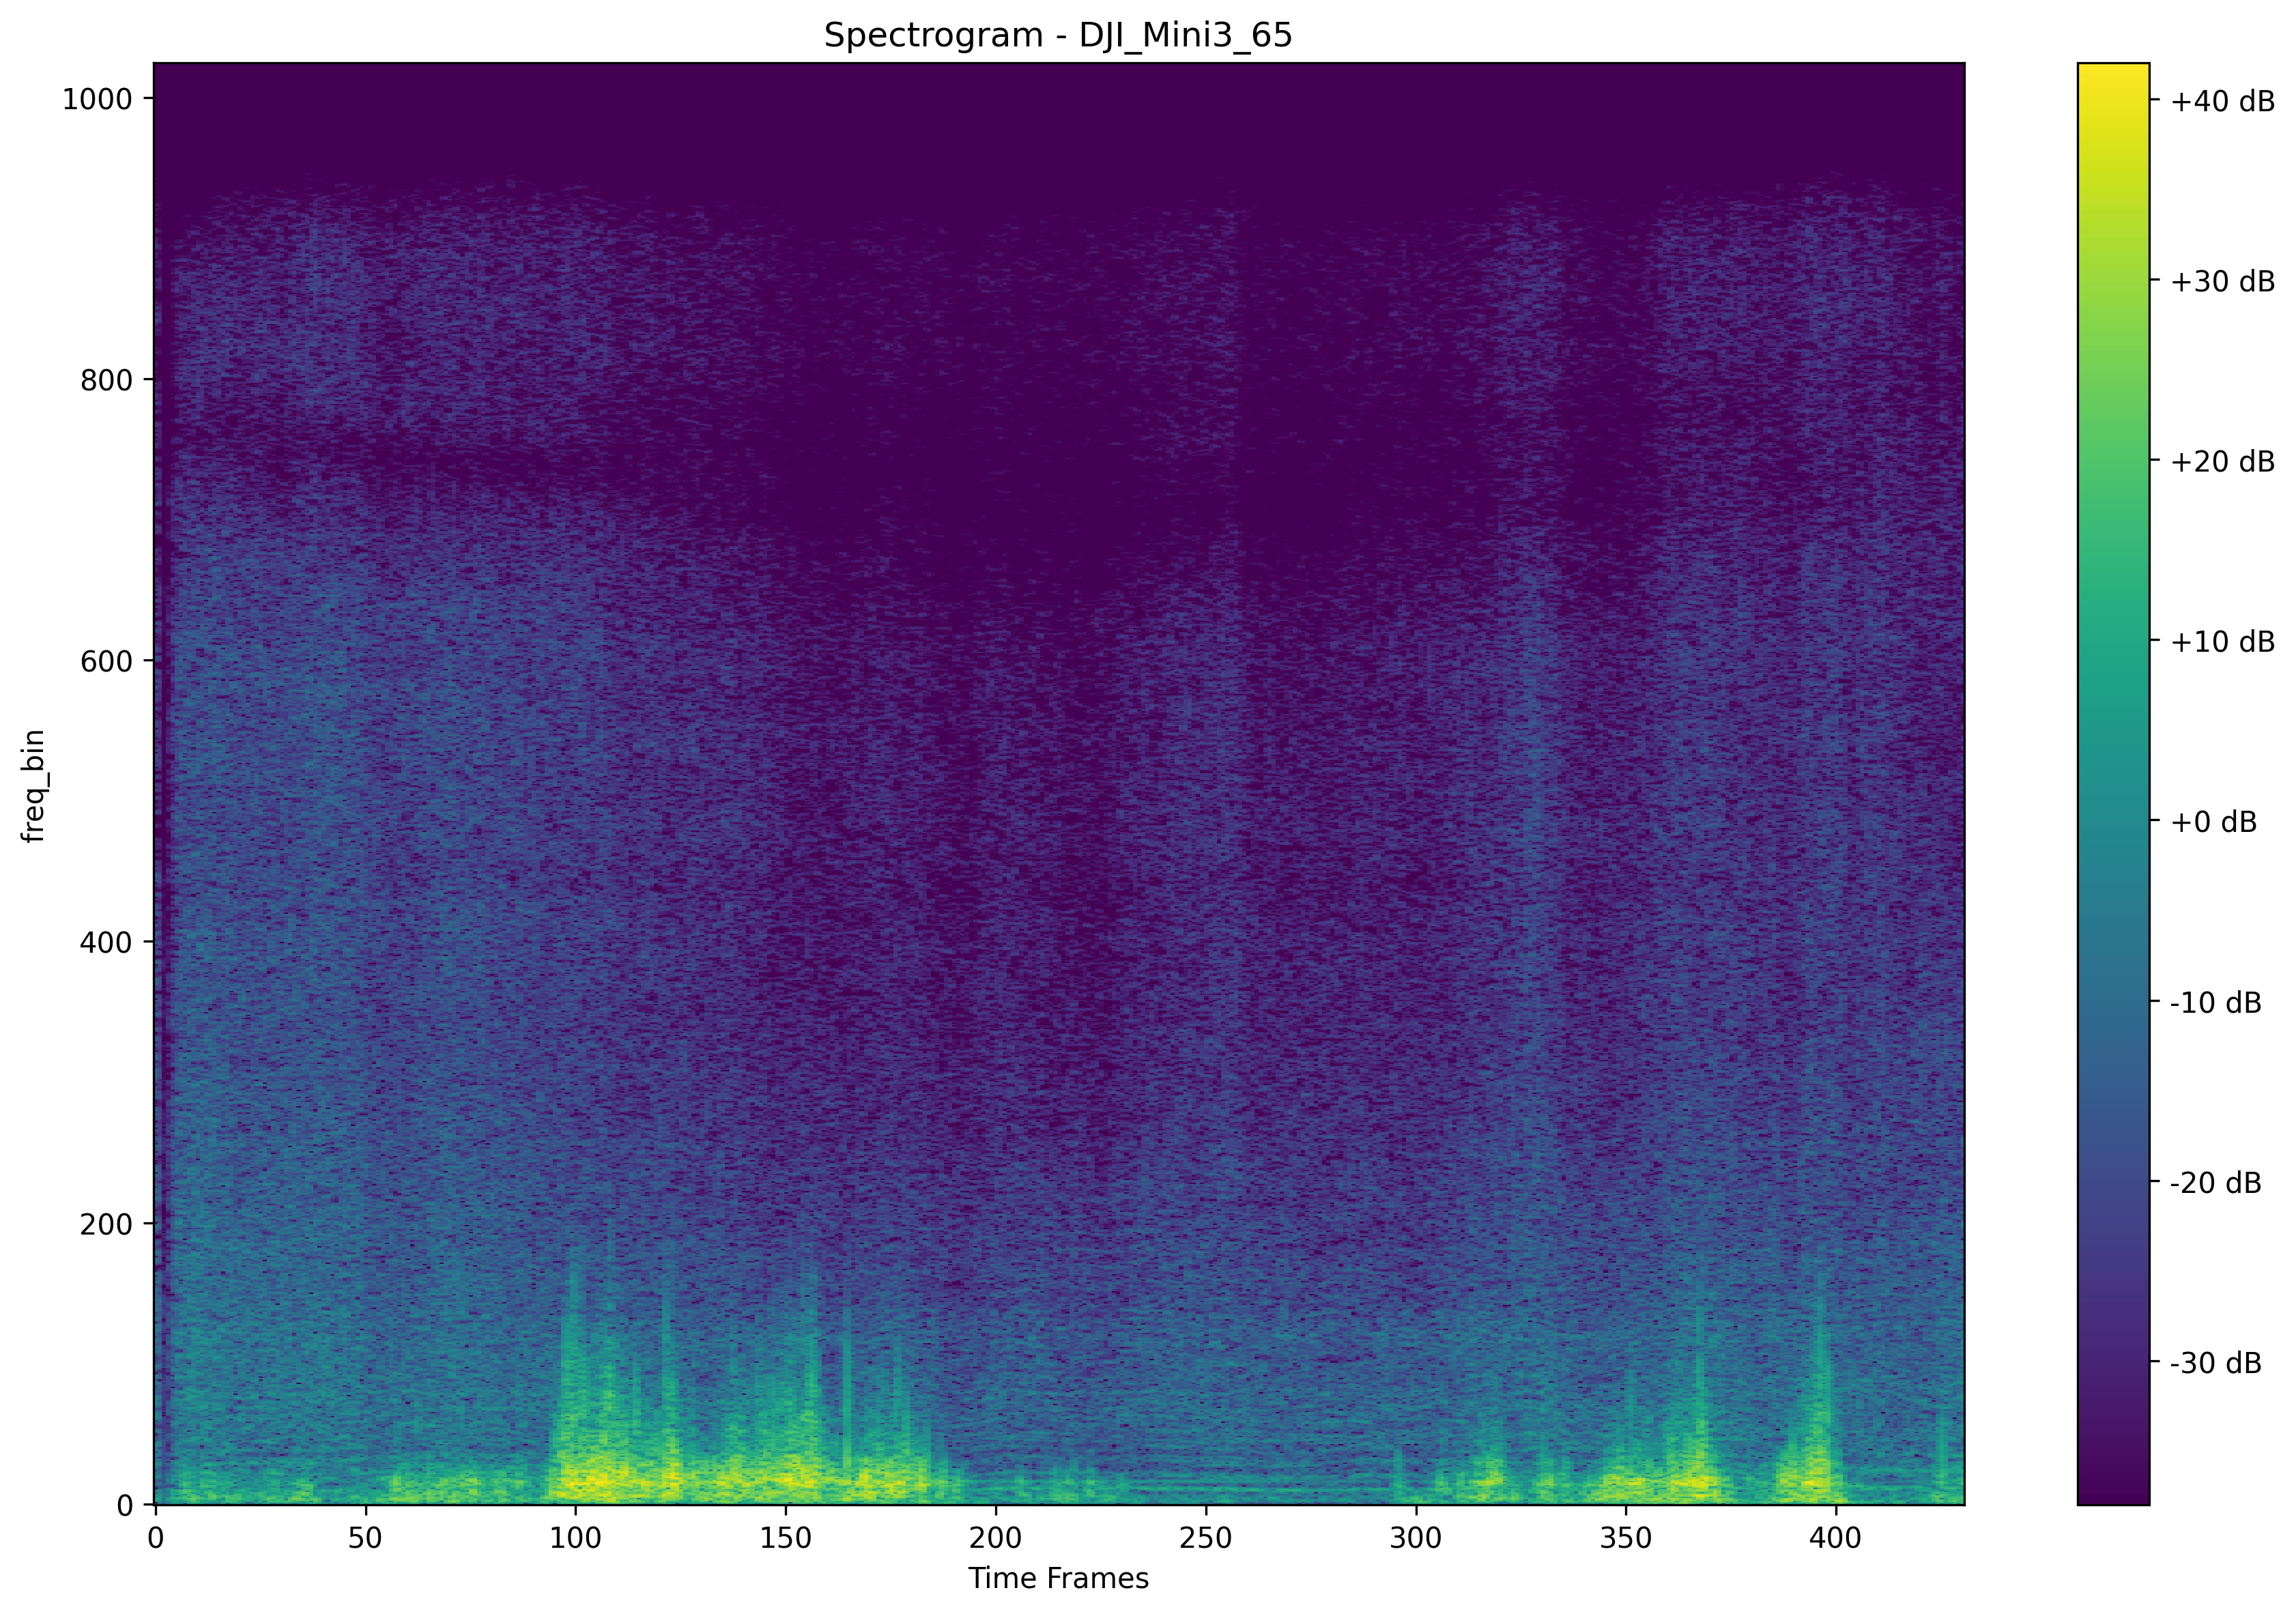 Spectrogram - DJI_Mini3_65
1000
800
600
400
200
0
freq_bin
0 50 100 150 200 250 300 350 400
Time Frames
+40 dB
+30 dB
+20 dB
+10 dB
+0 dB
-10 dB
-20 dB
-30 dB